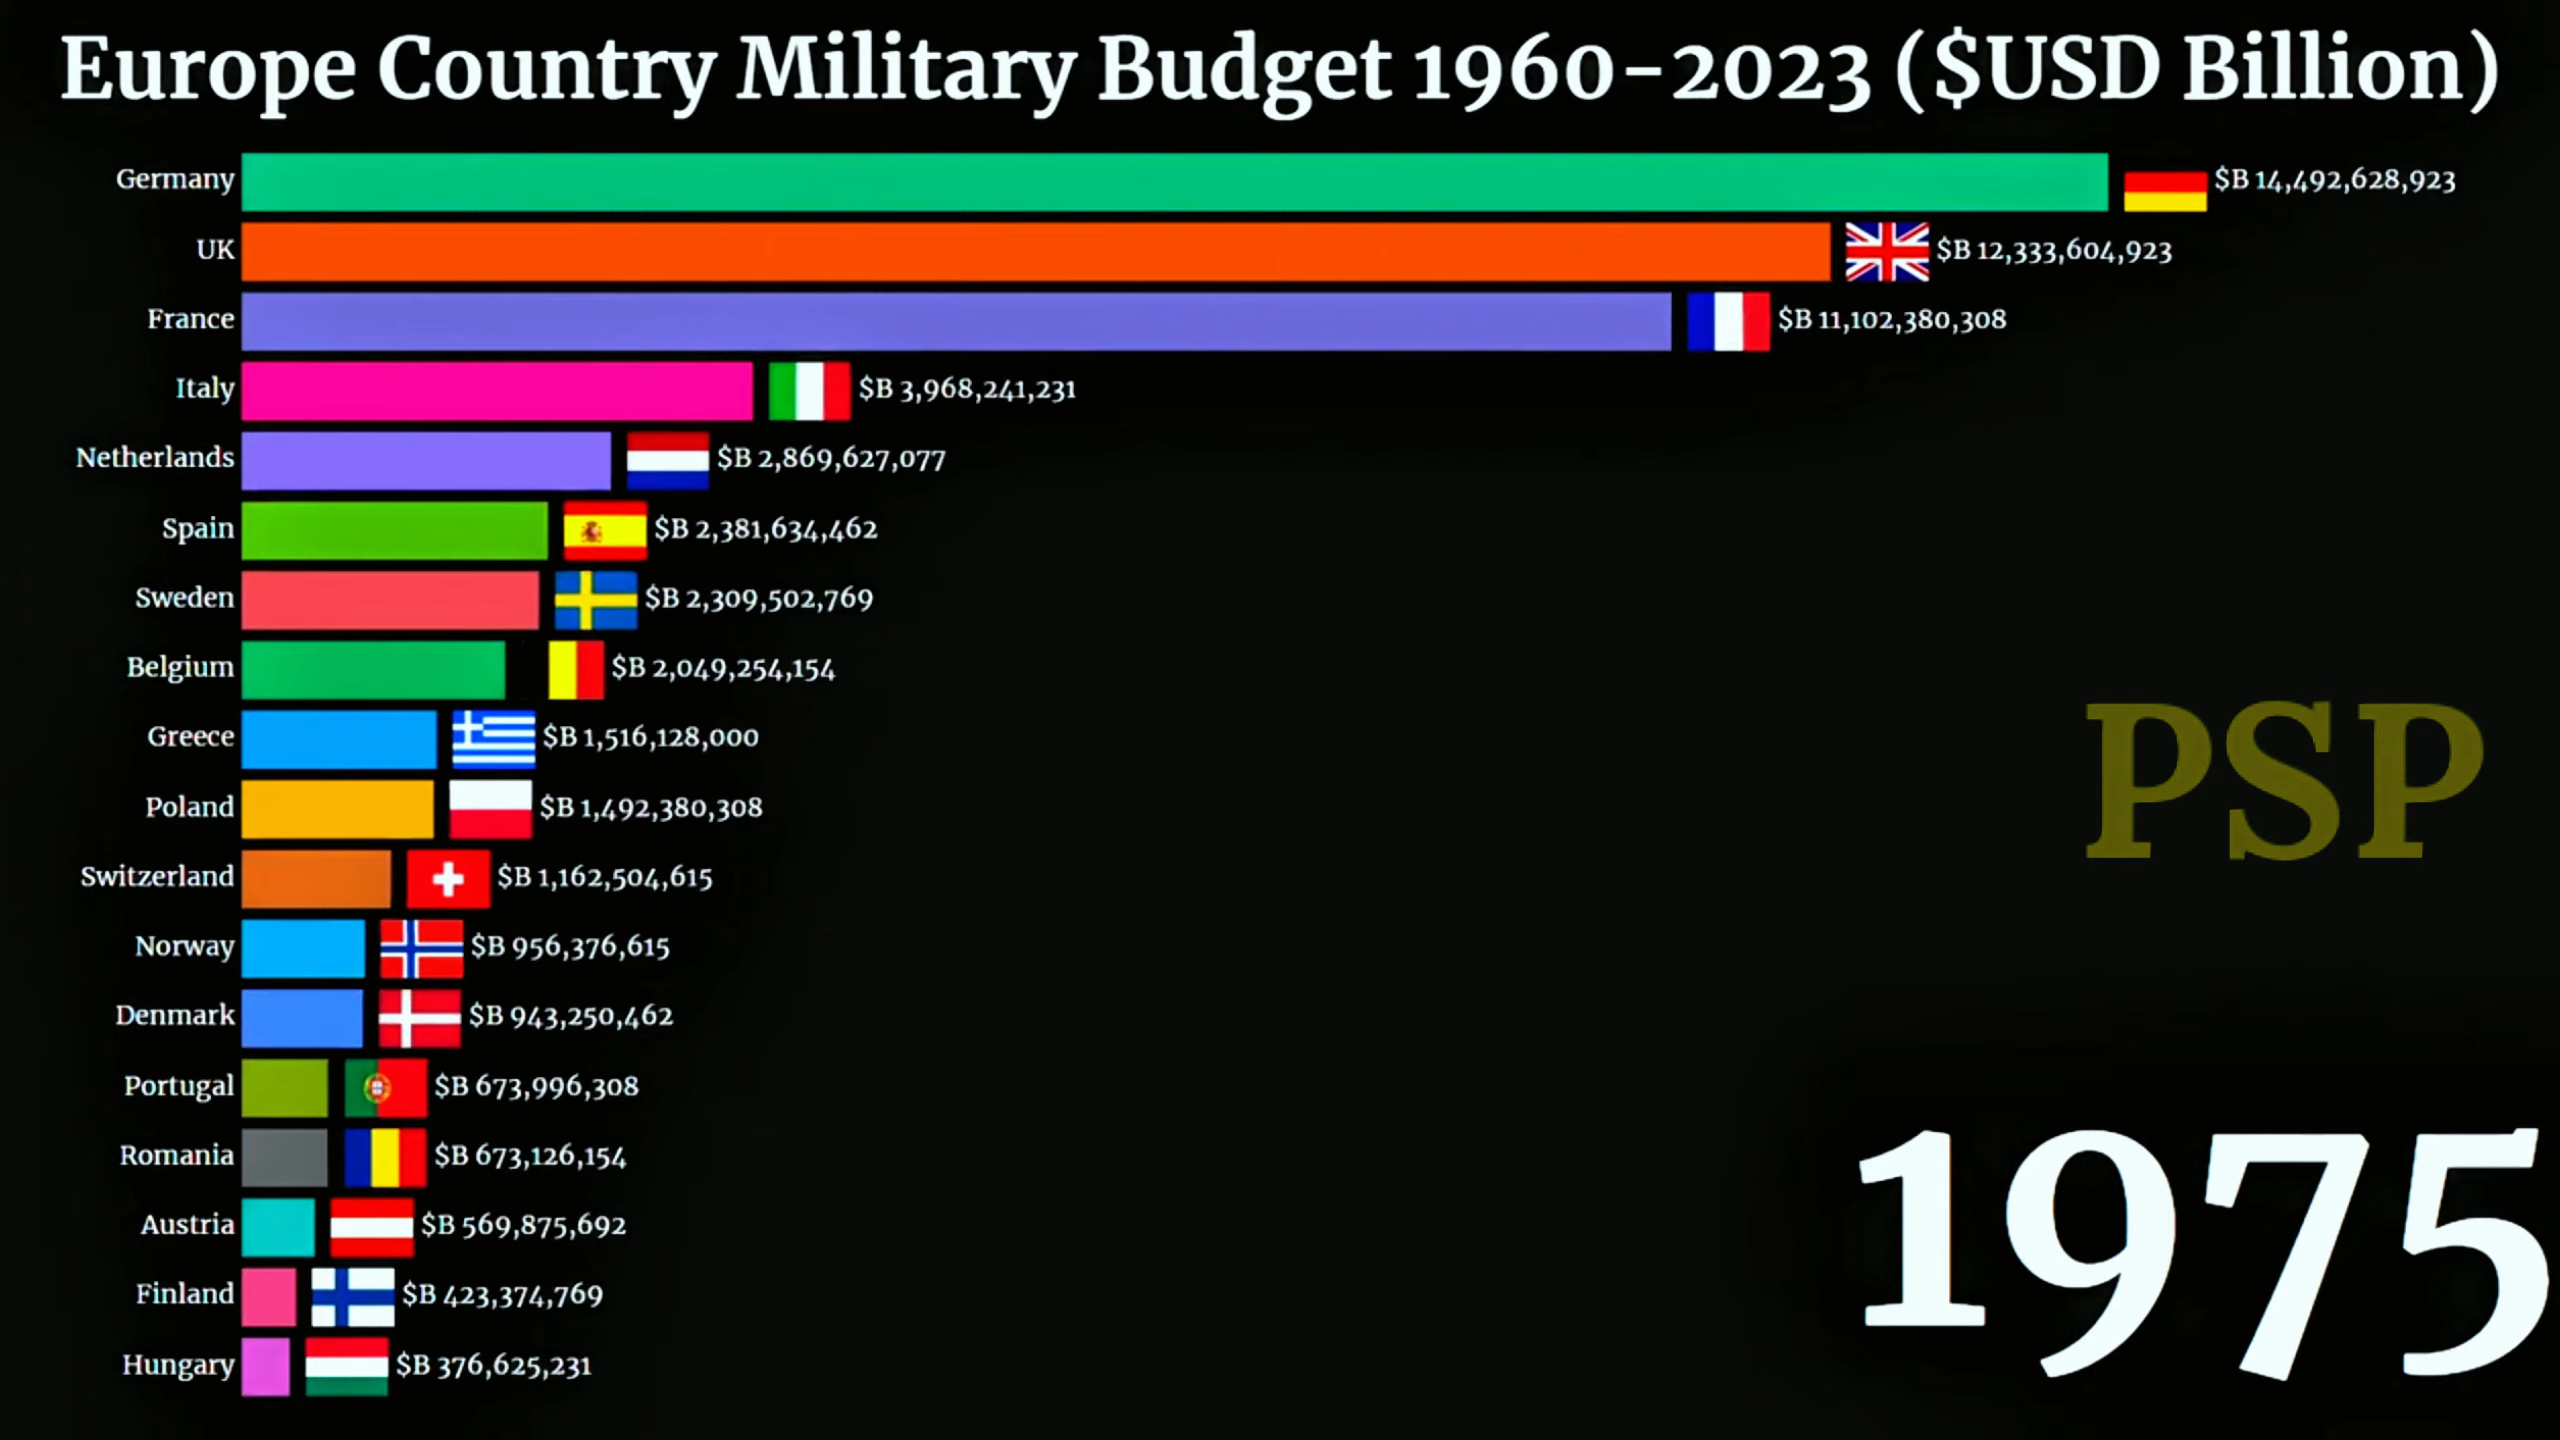 Europe Country Military Budget 1960-2023 ($USD Billion)
Germany $B 14,492,628,923
UK $B 12,333,604,923
France $B 11,102,380,308
Italy $B 3,968,241,231
Netherlands $B 2,869,627,077
Spain $B 2,381,634,462
Sweden $B 2,309,502,769
Belgium $B 2,049,254,154
Greece $B 1,516,128,000
Poland $B 1,492,380,308
PSP
Switzerland $B 1,162,504,615
Norway $B 956,376,615
Denmark $B 943,250,462
Portugal $B 673,996,308
Romania $B 673,126,154
Austria $B 569,875,692
Finland $B 423,374,769
Hungary $B 376,625,231
1975